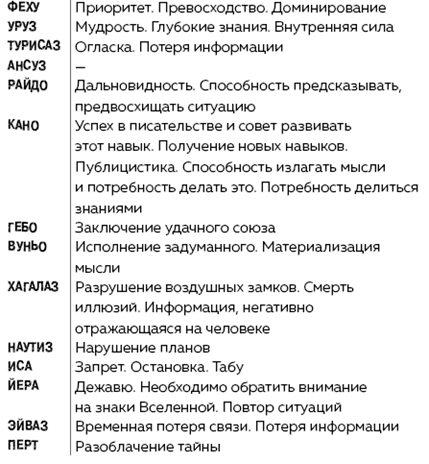 ФЕХУ Приоритет. Превосходство. Доминирование
УРУЗ Мудрость. Глубокие знания. Внутренняя сила
ТУРИСАЗ Огласка. Потеря информации
АНСУЗ —
РАЙДО Дальновидность. Способность предсказывать,
предвосхищать ситуацию
КАНО Успех в писательстве и совет развивать
этот навык. Получение новых навыков.
Публицистика. Способность излагать мысли
и потребность делать это. Потребность делиться
знаниями
ГЕБО Заключение удачного союза
ВУНЬО Исполнение задуманного. Материализация
мысли
ХАГАЛАЗ Разрушение воздушных замков. Смерть
иллюзий. Информация, негативно
отражающаяся на человеке
НАУТИЗ Нарушение планов
ИСА Запрет. Остановка. Табу
ЙЕРА Дежавю. Необходимо обратить внимание
на знаки Вселенной. Повтор ситуаций
ЭЙВАЗ Временная потеря связи. Потеря информации
ПЕРТ Разоблачение тайны